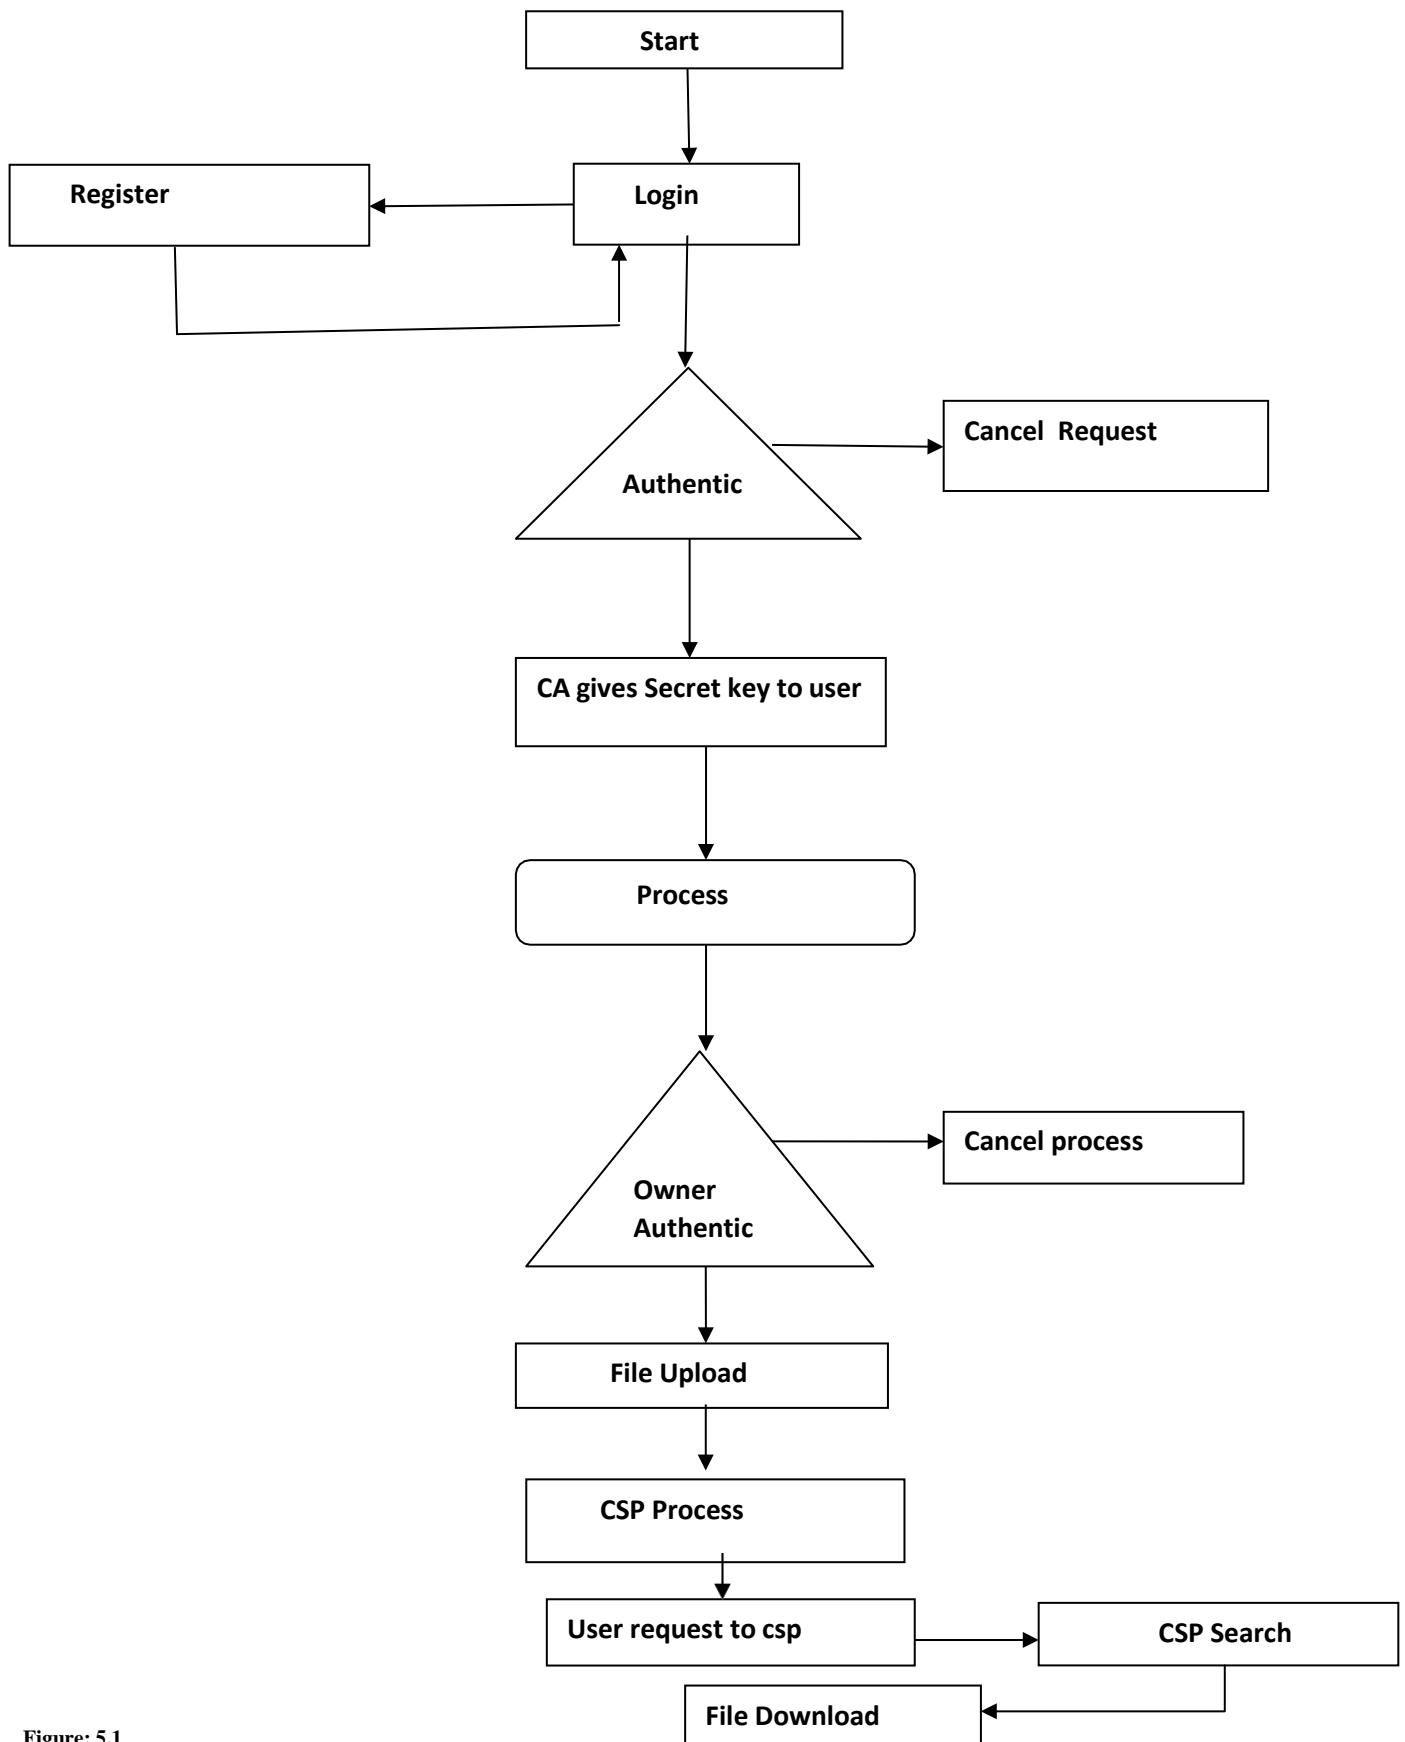 Start
Register
Login
Cancel  Request
Authentic
CA gives Secret key to user
Process
Cancel process
Owner
Authentic
File Upload
CSP Process
User request to csp
CSP Search
File Download
Figure: 5.1